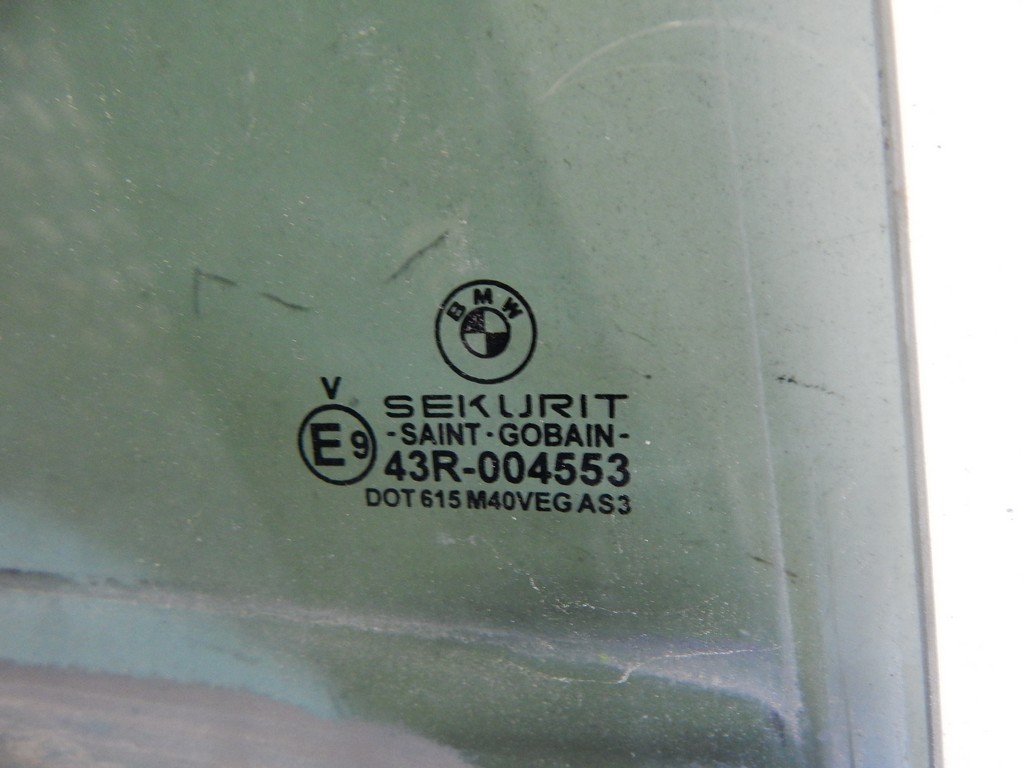 BMW
V
E9
SEKURIT
-SAINT·GOBAIN-
43R-004553
DOT 615 M40VEG AS3